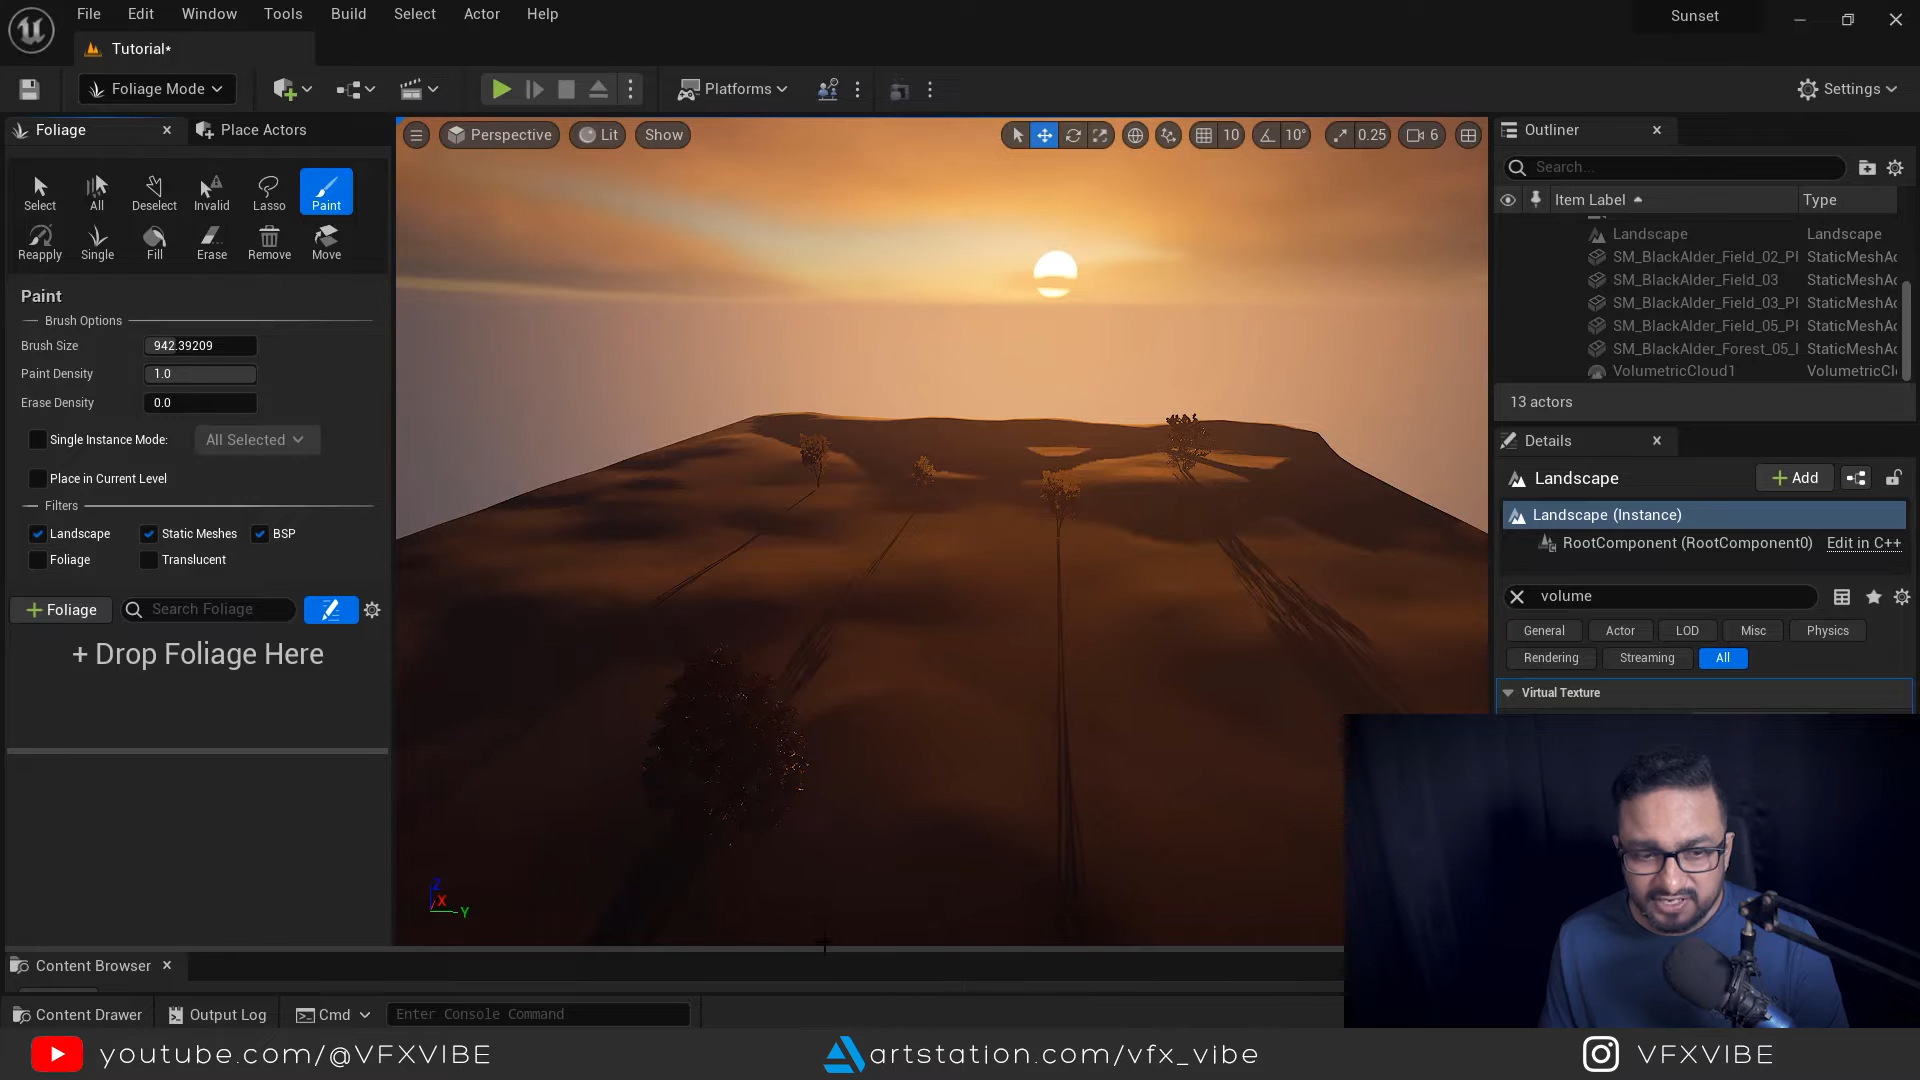 File Edit Window Tools Build Select Actor Help
Sunset
Tutorial*
Foliage Mode
Platforms
Settings
Foliage
Place Actors
Perspective
Lit
Show
10
10°
0.25
6
Outliner
Search...
Item Label
Type
Select All Deselect Invalid Lasso Paint
Reapply Single Fill Erase Remove Move
Landscape Landscape
SM_BlackAlder_Field_02_Pl StaticMeshAc
SM_BlackAlder_Field_03 StaticMeshAc
SM_BlackAlder_Field_03_Pl StaticMeshAc
SM_BlackAlder_Field_05_Pl StaticMeshAc
SM_BlackAlder_Forest_05_ StaticMeshAc
VolumetricCloud1 VolumetricCl
13 actors
Paint
Brush Options
Brush Size 942.39209
Paint Density 1.0
Erase Density 0.0
Single Instance Mode: All Selected
Place in Current Level
Filters
Landscape Static Meshes BSP
Foliage Translucent
+ Foliage
Search Foliage
+ Drop Foliage Here
Details
Landscape
+ Add
Landscape (Instance)
RootComponent (RootComponent0) Edit in C++
volume
General Actor LOD Misc Physics
Rendering Streaming All
Virtual Texture
Z
X
Y
Content Browser
Content Drawer
Output Log
Cmd
Enter Console Command
youtube.com/@VFXVIBE
artstation.com/vfx_vibe
VFXVIBE